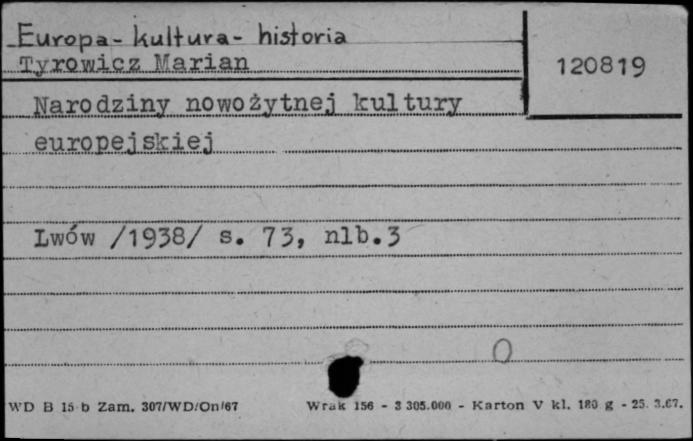 Europa - kultura - historia
Tyrowicz Marian
120819
Narodziny nowożytnej kultury
europejskiej
Lwów /1938/ s. 73, nlb.3
0
WD B 15 b Zam. 307/WD/On/67 Wrak 156 - 3 305.000 - Karton V kl. 180 g - 25. 3.67.